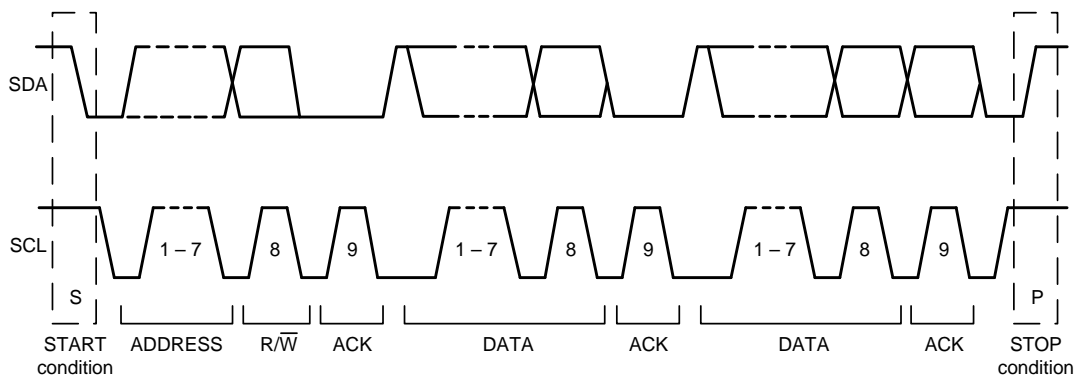 SDA
SCL
1 – 7 8 9 1 – 7 8 9 1 – 7 8 9
S P
START condition ADDRESS R/W̅ ACK DATA ACK DATA ACK STOP condition